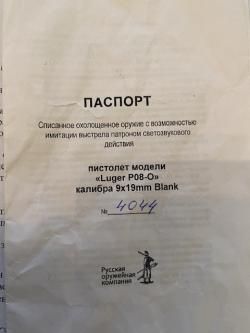 ПАСПОРТ
Списанное охолощенное оружие с возможностью
имитации выстрела патроном светозвукового
действия
пистолет модели
«Luger P08-O»
калибра 9x19mm Blank
№ 4044
Русская
оружейная
компания